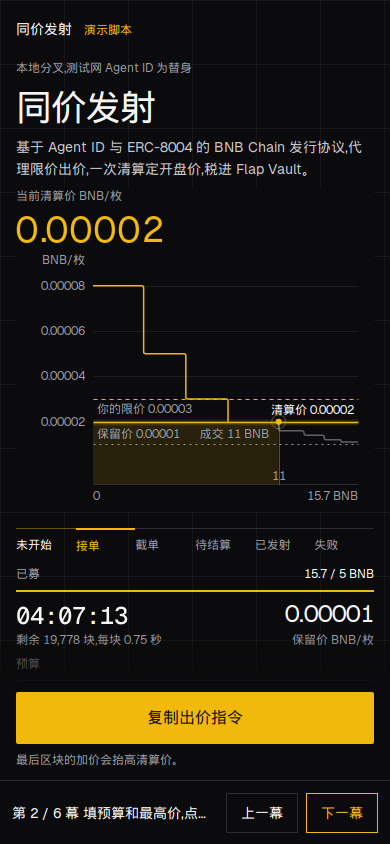 同价发射 演示脚本
本地分叉,测试网 Agent ID 为替身
同价发射
基于 Agent ID 与 ERC-8004 的 BNB Chain 发行协议,代
理限价出价,一次清算定开盘价,税进 Flap Vault。
当前清算价 BNB/枚
0.00002
BNB/枚
0.00008
0.00006
0.00004
你的限价 0.00003 清算价 0.00002
0.00002
保留价 0.00001 成交 11 BNB
11
0 15.7 BNB
未开始 接单 截单 待结算 已发射 失败
已募 15.7 / 5 BNB
04:07:13 0.00001
剩余 19,778 块,每块 0.75 秒 保留价 BNB/枚
预算
复制出价指令
最后区块的加价会抬高清算价。
第 2 / 6 幕 填预算和最高价,点... 上一幕 下一幕